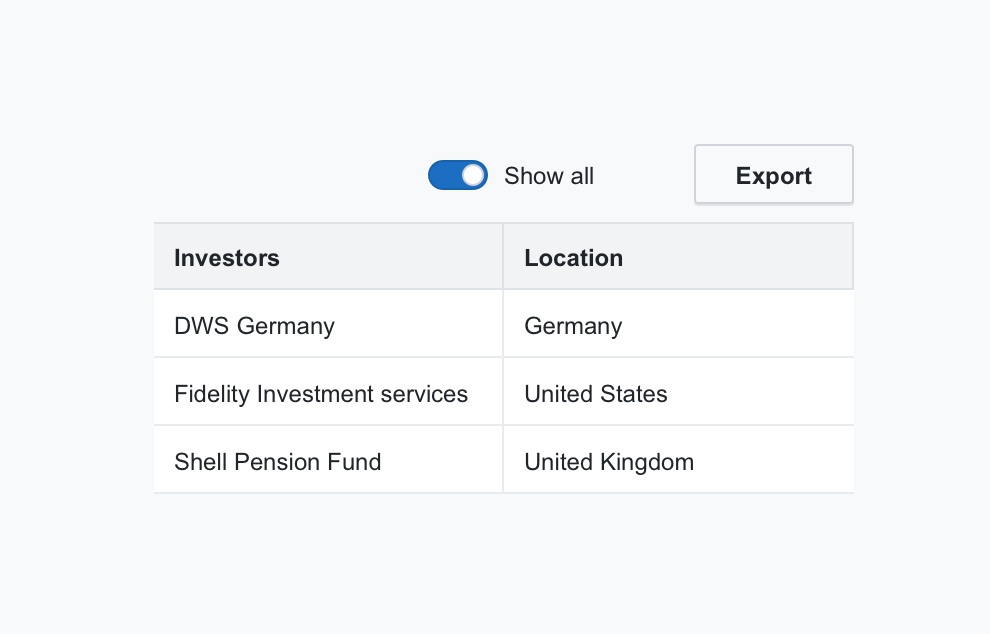 Show all
Export
Investors
Location
DWS Germany
Germany
Fidelity Investment services
United States
Shell Pension Fund
United Kingdom